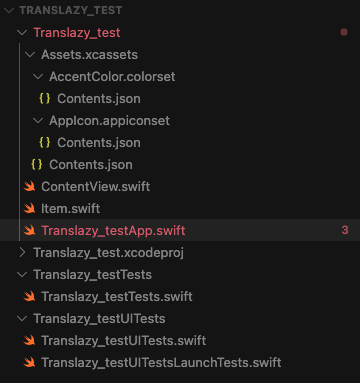 TRANSLAZY_TEST
Translazy_test
Assets.xcassets
AccentColor.colorset
{} Contents.json
AppIcon.appiconset
{} Contents.json
{} Contents.json
ContentView.swift
Item.swift
Translazy_testApp.swift 3
Translazy_test.xcodeproj
Translazy_testTests
Translazy_testTests.swift
Translazy_testUITests
Translazy_testUITests.swift
Translazy_testUITestsLaunchTests.swift